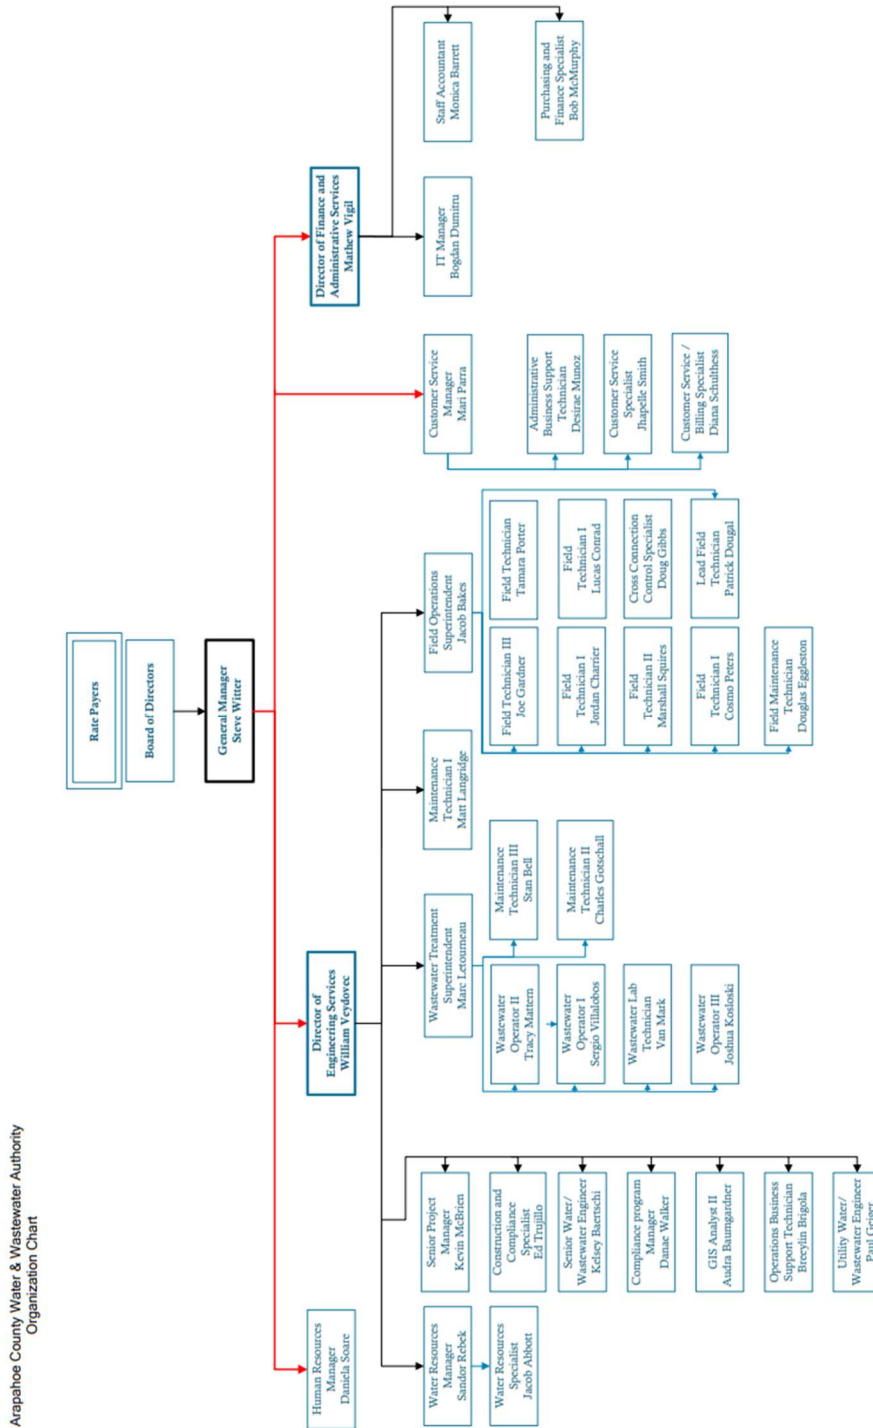 Arapahoe County Water & Wastewater Authority
Organization Chart
Rate Payers
Board of Directors
General Manager
Steve Witter
Human Resources
Manager
Daniela Soare
Director of
Engineering Services
William Veydovec
Director of Finance and
Administrative Services
Mathew Vigil
Water Resources
Manager
Sandor Rebek
Water Resources
Specialist
Jacob Abbott
Senior Project
Manager
Kevin McBrien
Construction and
Compliance
Specialist
Ed Trujillo
Senior Water/
Wastewater Engineer
Kelsey Baertschi
Compliance program
Manager
Danae Walker
GIS Analyst II
Audra Baumgardner
Operations Business
Support Technician
Breeylin Brigola
Utility Water/
Wastewater Engineer
Paul Griger
Wastewater Treatment
Superintendent
Marc Letourneau
Wastewater
Operator II
Tracy Mattern
Wastewater
Operator I
Sergio Villalobos
Wastewater Lab
Technician
Van Mark
Wastewater
Operator III
Joshua Kosloski
Maintenance
Technician III
Stan Bell
Maintenance
Technician II
Charles Gotschall
Maintenance
Technician I
Matt Langridge
Field Operations
Superintendent
Jacob Bakes
Field Technician III
Joe Gardner
Field
Technician I
Jordan Charrier
Field
Technician II
Marshall Squires
Field
Technician I
Cosmo Peters
Field Maintenance
Technician
Douglas Eggleston
Field Technician
Tamara Porter
Field
Technician I
Lucas Conrad
Cross Connection
Control Specialist
Doug Gibbs
Lead Field
Technician
Patrick Dougal
Customer Service
Manager
Mari Parra
Administrative
Business Support
Technician
Desirae Munoz
Customer Service
Specialist
Jhapelle Smith
Customer Service /
Billing Specialist
Diana Schulthess
IT Manager
Bogdan Dumitru
Staff Accountant
Monica Barrett
Purchasing and
Finance Specialist
Bob McMurphy